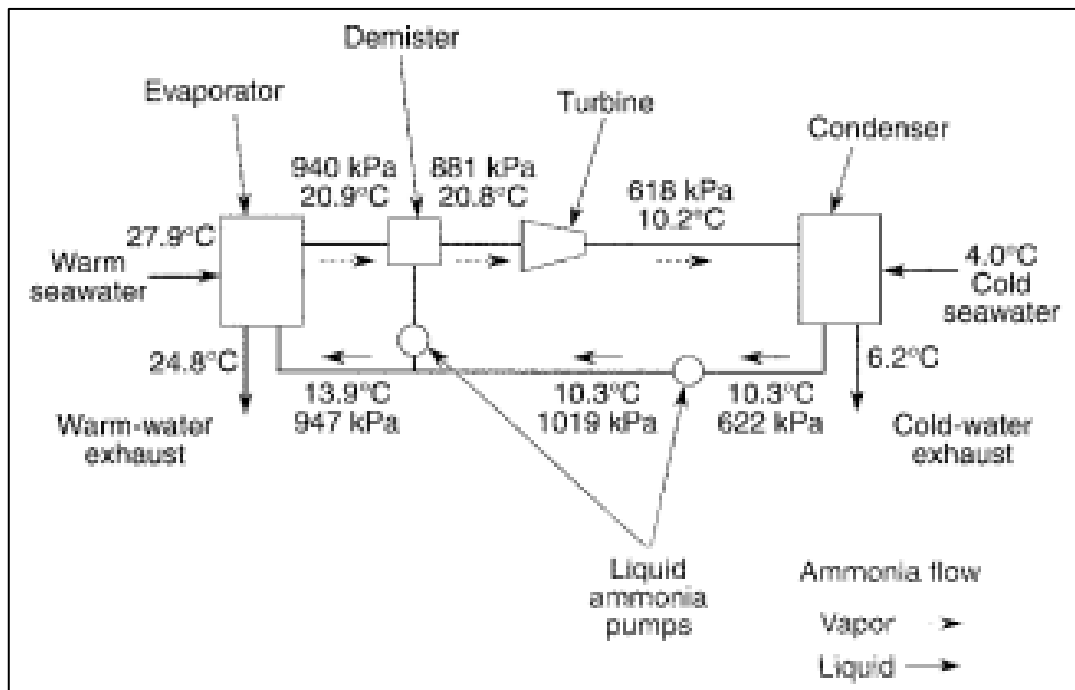 Demister
Evaporator
Turbine
Condenser
940 kPa
20.9°C
881 kPa
20.8°C
618 kPa
10.2°C
27.9°C
Warm
seawater
4.0°C
Cold
seawater
24.8°C
6.2°C
13.9°C
947 kPa
10.3°C
1019 kPa
10.3°C
622 kPa
Warm-water
exhaust
Cold-water
exhaust
Liquid
ammonia
pumps
Ammonia flow
Vapor
Liquid